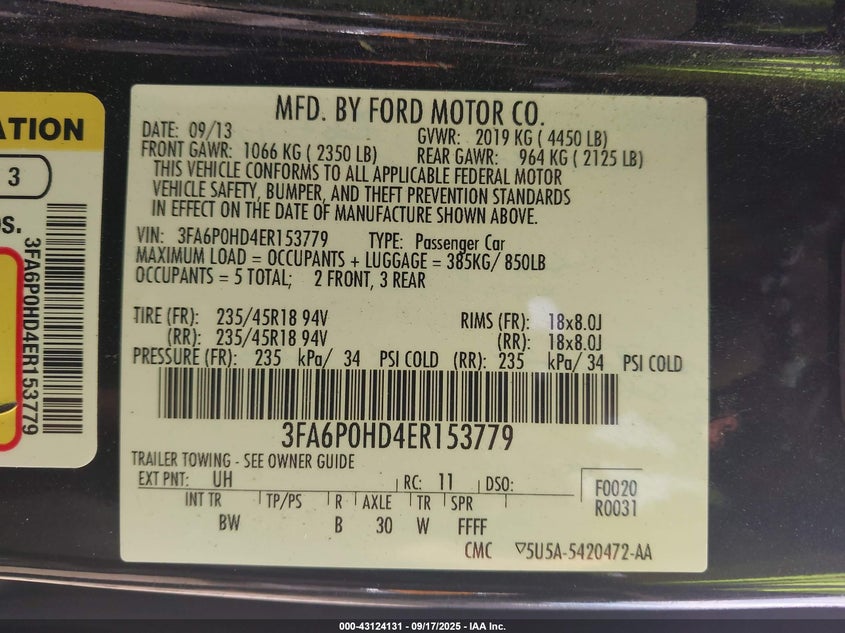 MFD. BY FORD MOTOR CO.
DATE: 09/13 GVWR: 2019 KG ( 4450 LB)
FRONT GAWR: 1066 KG ( 2350 LB) REAR GAWR: 964 KG ( 2125 LB)
THIS VEHICLE CONFORMS TO ALL APPLICABLE FEDERAL MOTOR
VEHICLE SAFETY, BUMPER, AND THEFT PREVENTION STANDARDS
IN EFFECT ON THE DATE OF MANUFACTURE SHOWN ABOVE.
VIN: 3FA6P0HD4ER153779 TYPE: Passenger Car
MAXIMUM LOAD = OCCUPANTS + LUGGAGE = 385KG/ 850LB
OCCUPANTS = 5 TOTAL; 2 FRONT, 3 REAR
TIRE (FR): 235/45R18 94V RIMS (FR): 18x8.0J
(RR): 235/45R18 94V (RR): 18x8.0J
PRESSURE (FR): 235 kPa/ 34 PSI COLD (RR): 235 kPa/ 34 PSI COLD
3FA6P0HD4ER153779
TRAILER TOWING - SEE OWNER GUIDE
EXT PNT: UH RC: 11 DSO:
F0020
R0031
INT TR TP/PS R AXLE TR SPR
BW B 30 W FFFF
CMC ▽5U5A-5420472-AA
ATION
3
OS.
3FA6P0HD4ER153779
000-43124131 - 09/17/2025 - IAA Inc.